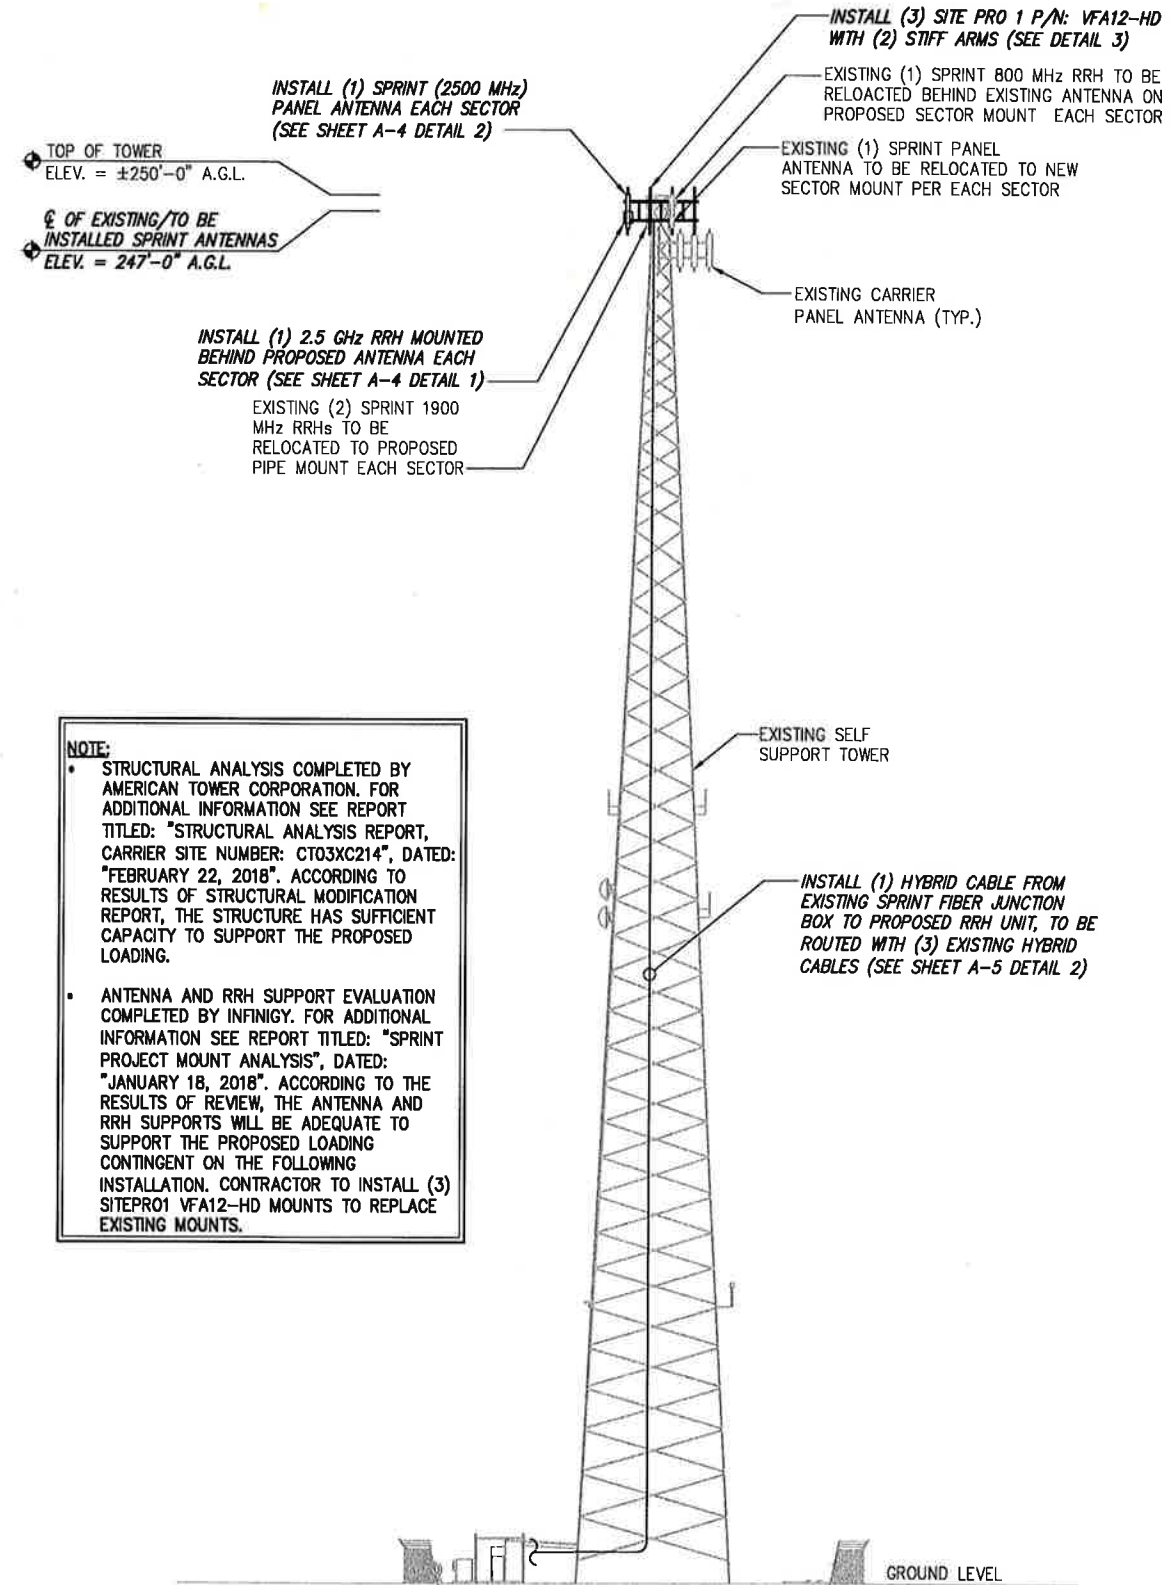 INSTALL (3) SITE PRO 1 P/N: VFA12-HD
WITH (2) STIFF ARMS (SEE DETAIL 3)
INSTALL (1) SPRINT (2500 MHz)
PANEL ANTENNA EACH SECTOR
(SEE SHEET A-4 DETAIL 2)
EXISTING (1) SPRINT 800 MHz RRH TO BE
RELOACTED BEHIND EXISTING ANTENNA ON
PROPOSED SECTOR MOUNT EACH SECTOR
TOP OF TOWER
ELEV. = ±250'-0" A.G.L.
EXISTING (1) SPRINT PANEL
ANTENNA TO BE RELOCATED TO NEW
SECTOR MOUNT PER EACH SECTOR
℄ OF EXISTING/TO BE
INSTALLED SPRINT ANTENNAS
ELEV. = 247'-0" A.G.L.
EXISTING CARRIER
PANEL ANTENNA (TYP.)
INSTALL (1) 2.5 GHz RRH MOUNTED
BEHIND PROPOSED ANTENNA EACH
SECTOR (SEE SHEET A-4 DETAIL 1)
EXISTING (2) SPRINT 1900
MHz RRHs TO BE
RELOCATED TO PROPOSED
PIPE MOUNT EACH SECTOR
EXISTING SELF
SUPPORT TOWER
NOTE:
• STRUCTURAL ANALYSIS COMPLETED BY
AMERICAN TOWER CORPORATION. FOR
ADDITIONAL INFORMATION SEE REPORT
TITLED: "STRUCTURAL ANALYSIS REPORT,
CARRIER SITE NUMBER: CT03XC214", DATED:
"FEBRUARY 22, 2018". ACCORDING TO
RESULTS OF STRUCTURAL MODIFICATION
REPORT, THE STRUCTURE HAS SUFFICIENT
CAPACITY TO SUPPORT THE PROPOSED
LOADING.
• ANTENNA AND RRH SUPPORT EVALUATION
COMPLETED BY INFINIGY. FOR ADDITIONAL
INFORMATION SEE REPORT TITLED: "SPRINT
PROJECT MOUNT ANALYSIS", DATED:
"JANUARY 18, 2018". ACCORDING TO THE
RESULTS OF REVIEW, THE ANTENNA AND
RRH SUPPORTS WILL BE ADEQUATE TO
SUPPORT THE PROPOSED LOADING
CONTINGENT ON THE FOLLOWING
INSTALLATION. CONTRACTOR TO INSTALL (3)
SITEPRO1 VFA12-HD MOUNTS TO REPLACE
EXISTING MOUNTS.
INSTALL (1) HYBRID CABLE FROM
EXISTING SPRINT FIBER JUNCTION
BOX TO PROPOSED RRH UNIT, TO BE
ROUTED WITH (3) EXISTING HYBRID
CABLES (SEE SHEET A-5 DETAIL 2)
GROUND LEVEL